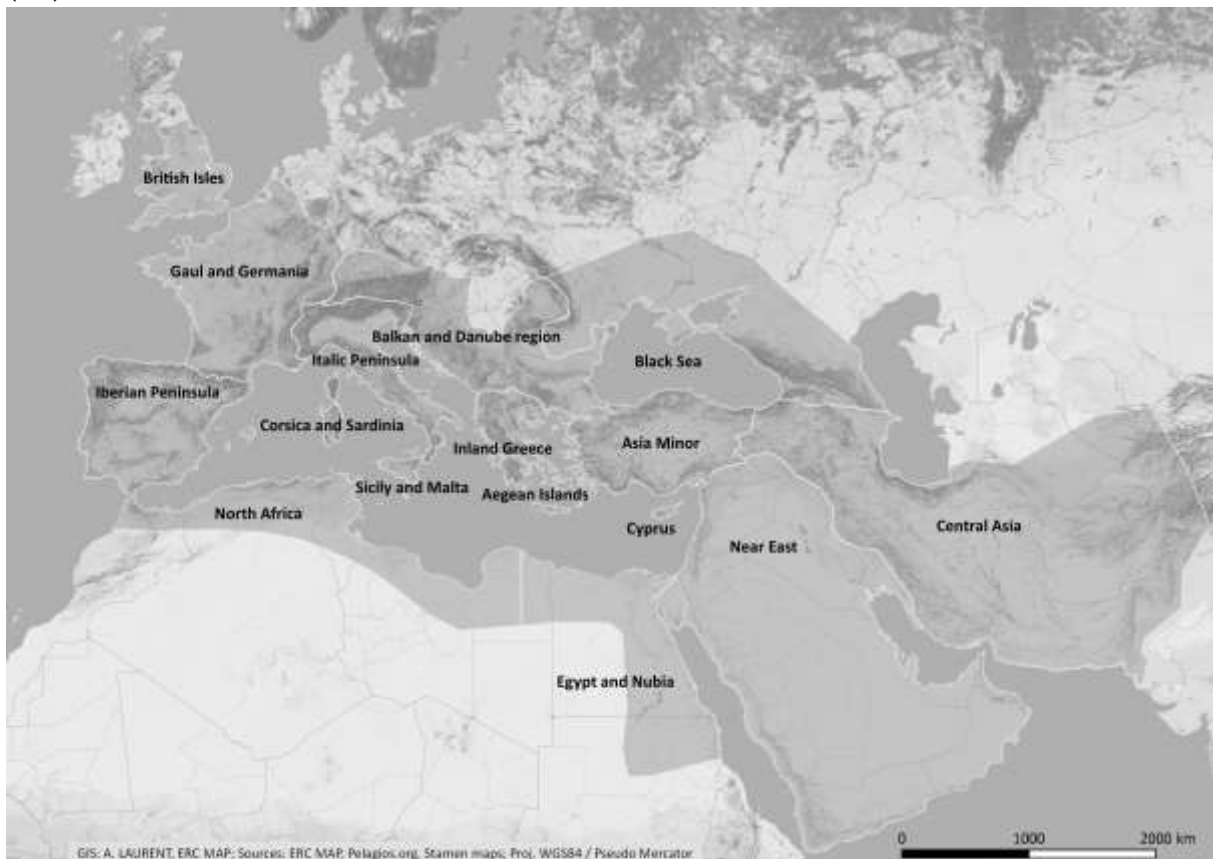 British Isles
Gaul and Germania
Balkan and Danube region
Italic Peninsula
Black Sea
Iberian Peninsula
Corsica and Sardinia
Inland Greece
Asia Minor
Sicily and Malta
Aegean Islands
North Africa
Cyprus
Near East
Central Asia
Egypt and Nubia
0 1000 2000 km
GIS: A. LAURENT, ERC MAP; Sources: ERC MAP, Pelagios.org, Stamen maps; Proj. WGS84 / Pseudo Mercator